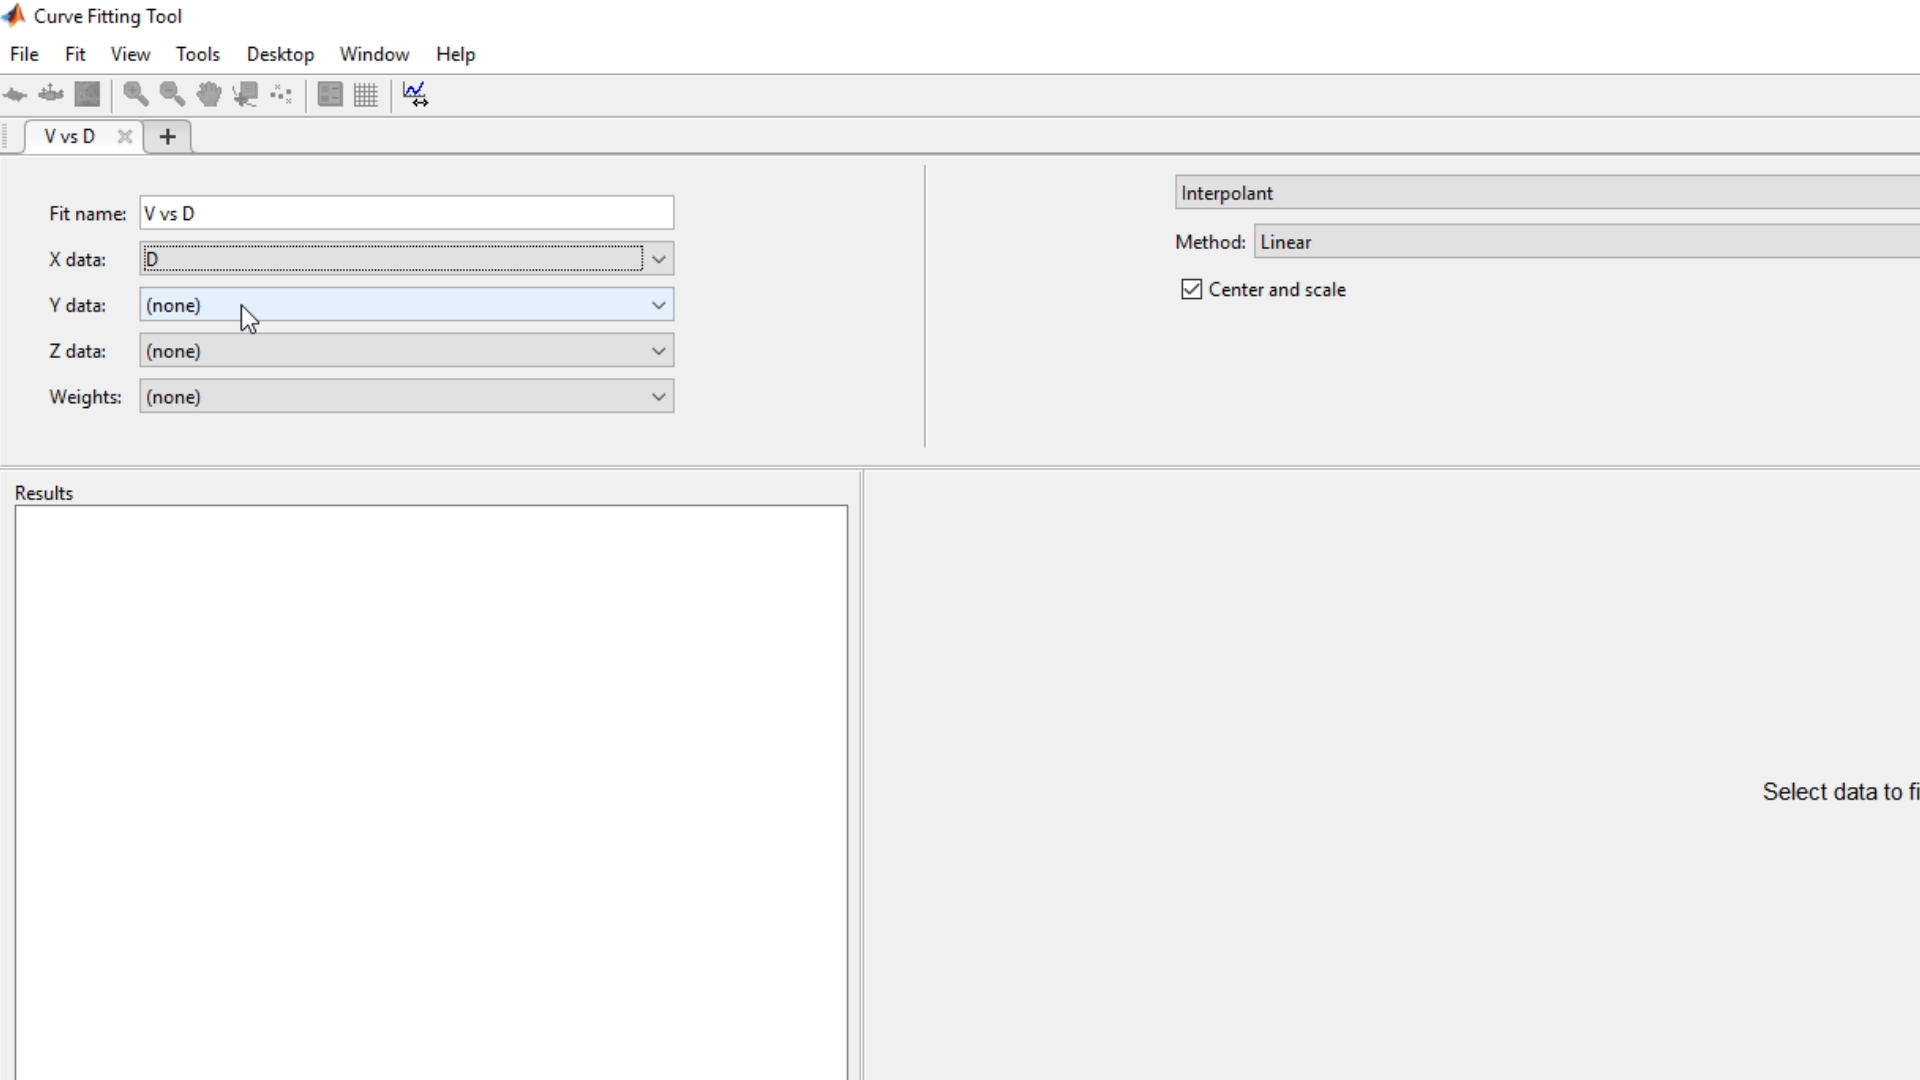 Curve Fitting Tool
File Fit View Tools Desktop Window Help
V vs D
Fit name: V vs D
X data: D
Y data: (none)
Z data: (none)
Weights: (none)
Interpolant
Method: Linear
Center and scale
Results
Select data to fi